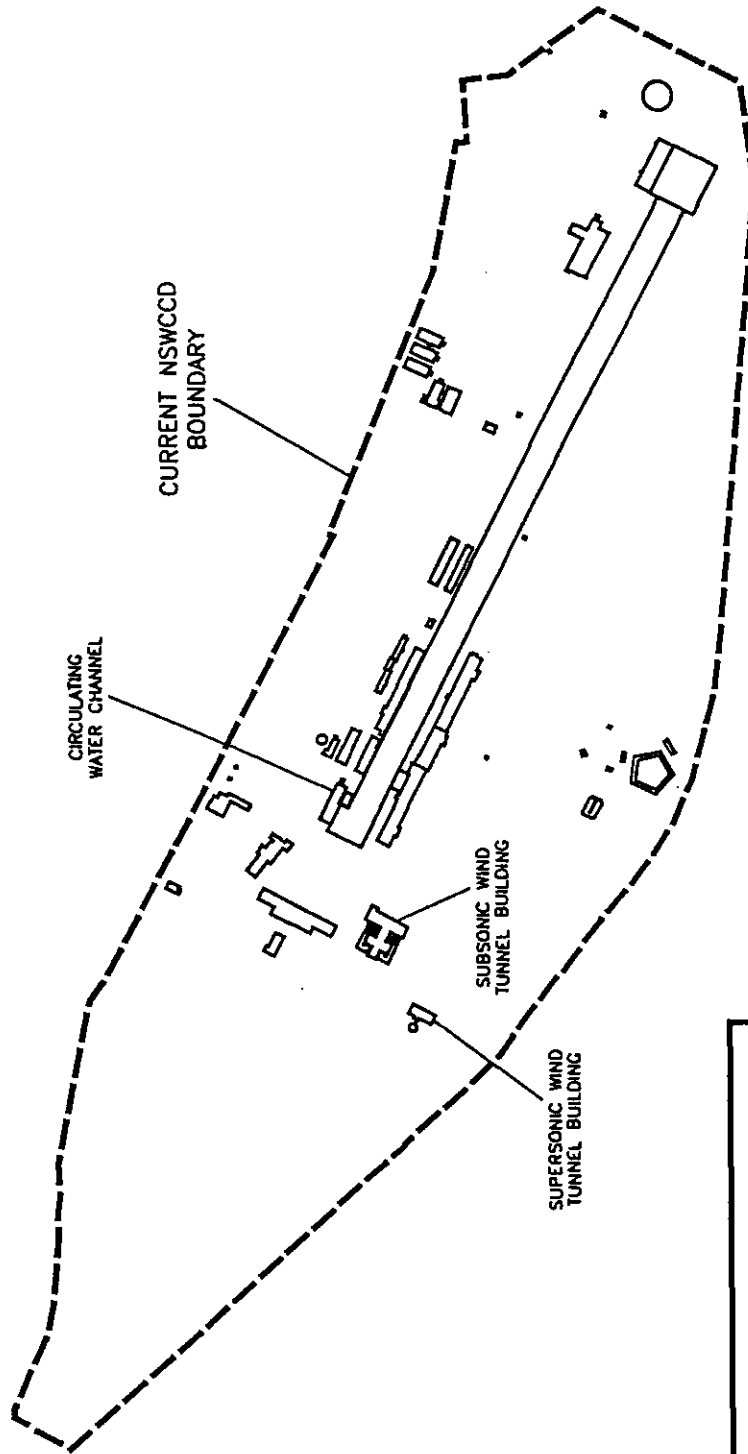 CURRENT NSWCCD
BOUNDARY
CIRCULATING
WATER CHANNEL
SUBSONIC WIND
TUNNEL BUILDING
SUPERSONIC WIND
TUNNEL BUILDING